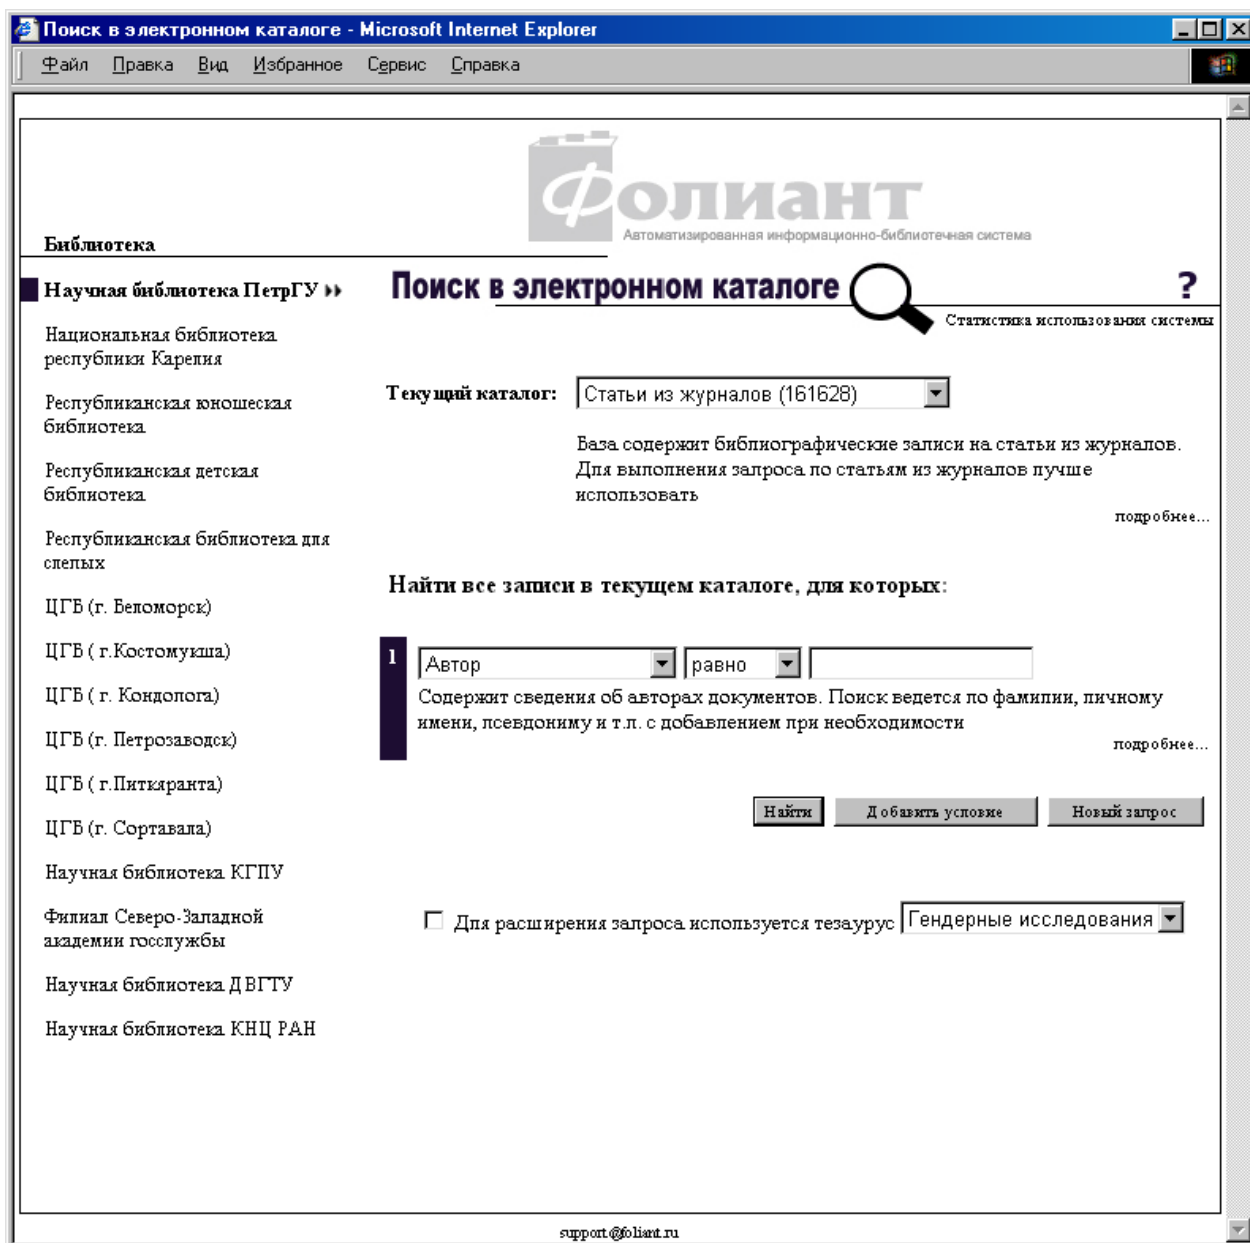 Поиск в электронном каталоге - Microsoft Internet Explorer
Файл Правка Вид Избранное Сервис Справка
Фолиант
Автоматизированная информационно-библиотечная система
Библиотека
Научная библиотека ПетрГУ
Национальная библиотека
республики Карелия
Республиканская юношеская
библиотека
Республиканская детская
библиотека
Республиканская библиотека для
слепых
ЦГБ (г. Беломорск)
ЦГБ ( г.Костомукша)
ЦГБ ( г. Кондопога)
ЦГБ (г. Петрозаводск)
ЦГБ ( г.Питкяранта)
ЦГБ (г. Сортавала)
Научная библиотека КГПУ
Филиал Северо-Западной
академии госслужбы
Научная библиотека ДВГТУ
Научная библиотека КНЦ РАН
Поиск в электронном каталоге ?
Статистика использования системы
Текущий каталог: Статьи из журналов (161628)
База содержит библиографические записи на статьи из журналов.
Для выполнения запроса по статьям из журналов лучше
использовать
подробнее...
Найти все записи в текущем каталоге, для которых:
1 Автор равно
Содержит сведения об авторах документов. Поиск ведется по фамилии, личному
имени, псевдониму и т.п. с добавлением при необходимости
подробнее...
Найти Добавить условие Новый запрос
Для расширения запроса используется тезаурус Гендерные исследования
support@foliant.ru